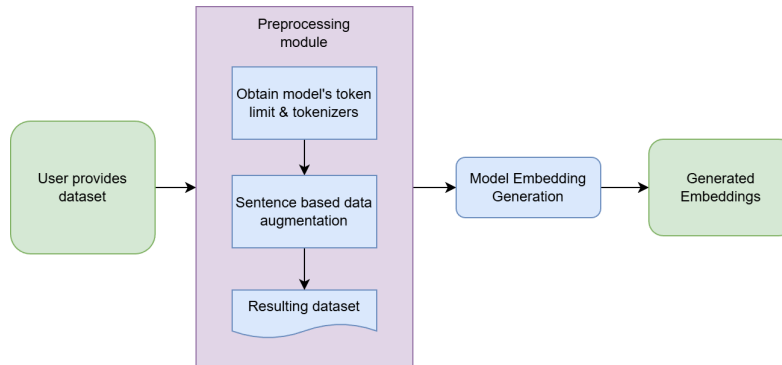 User provides
dataset
Preprocessing
module
Obtain model's token
limit & tokenizers
Sentence based data
augmentation
Resulting dataset
Model Embedding
Generation
Generated
Embeddings